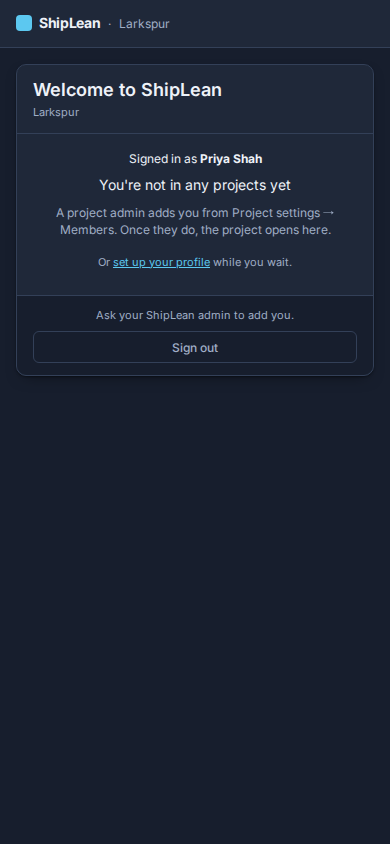 ShipLean · Larkspur
Welcome to ShipLean
Larkspur
Signed in as Priya Shah
You're not in any projects yet
A project admin adds you from Project settings →
Members. Once they do, the project opens here.
Or set up your profile while you wait.
Ask your ShipLean admin to add you.
Sign out